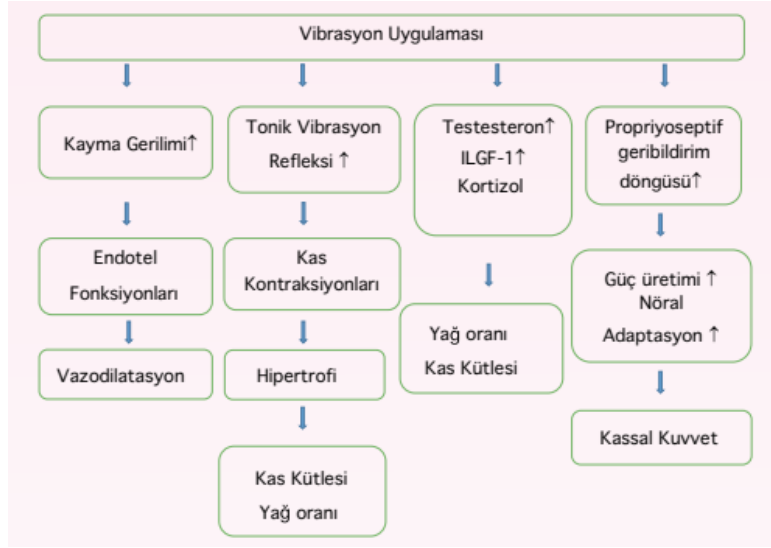 Vibrasyon Uygulaması
Kayma Gerilimi↑
Endotel
Fonksiyonları
Vazodilatasyon
Tonik Vibrasyon
Refleksi ↑
Kas
Kontraksiyonları
Hipertrofi
Kas Kütlesi
Yağ oranı
Testesteron↑
ILGF-1↑
Kortizol
Yağ oranı
Kas Kütlesi
Propriyoseptif
geribildirim
döngüsü↑
Güç üretimi ↑
Nöral
Adaptasyon ↑
Kassal Kuvvet